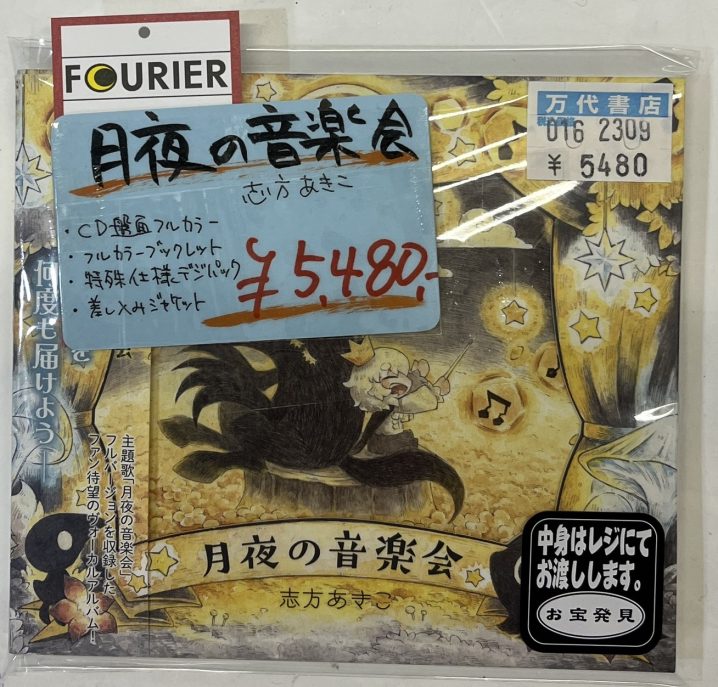 FOURIER
月夜の音楽会
志方あきこ
・CD盤面フルカラー
・フルカラーブックレット
・特殊仕様デジパック
・差し込みジャケット
¥5,480,-
万代書店
016 2309
¥ 5480
を
何度も届けよう―
主題歌「月夜の音楽会」
フルバージョンを収録した
ファン待望のヴォーカルアルバム!
会
月夜の音楽会
志方あきこ
中身はレジにて
お渡しします。
お宝発見